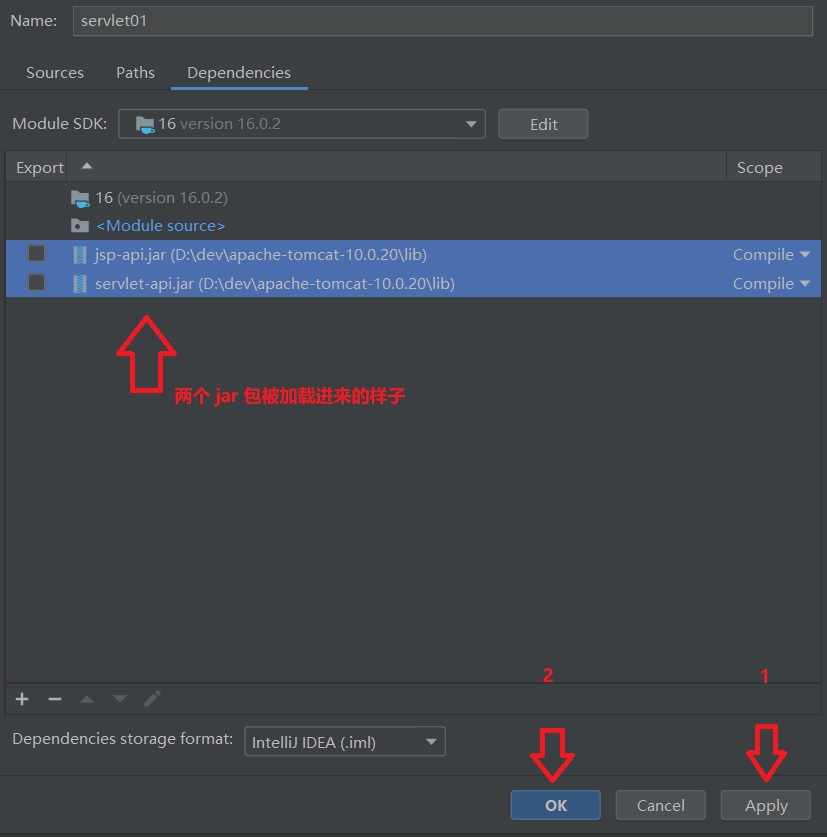 Name: servlet01
Sources Paths Dependencies
Module SDK: 16 version 16.0.2 Edit
Export Scope
16 (version 16.0.2)
<Module source>
jsp-api.jar (D:\dev\apache-tomcat-10.0.20\lib) Compile
servlet-api.jar (D:\dev\apache-tomcat-10.0.20\lib) Compile
两个 jar 包被加载进来的样子
2 1
Dependencies storage format: IntelliJ IDEA (.iml)
OK Cancel Apply